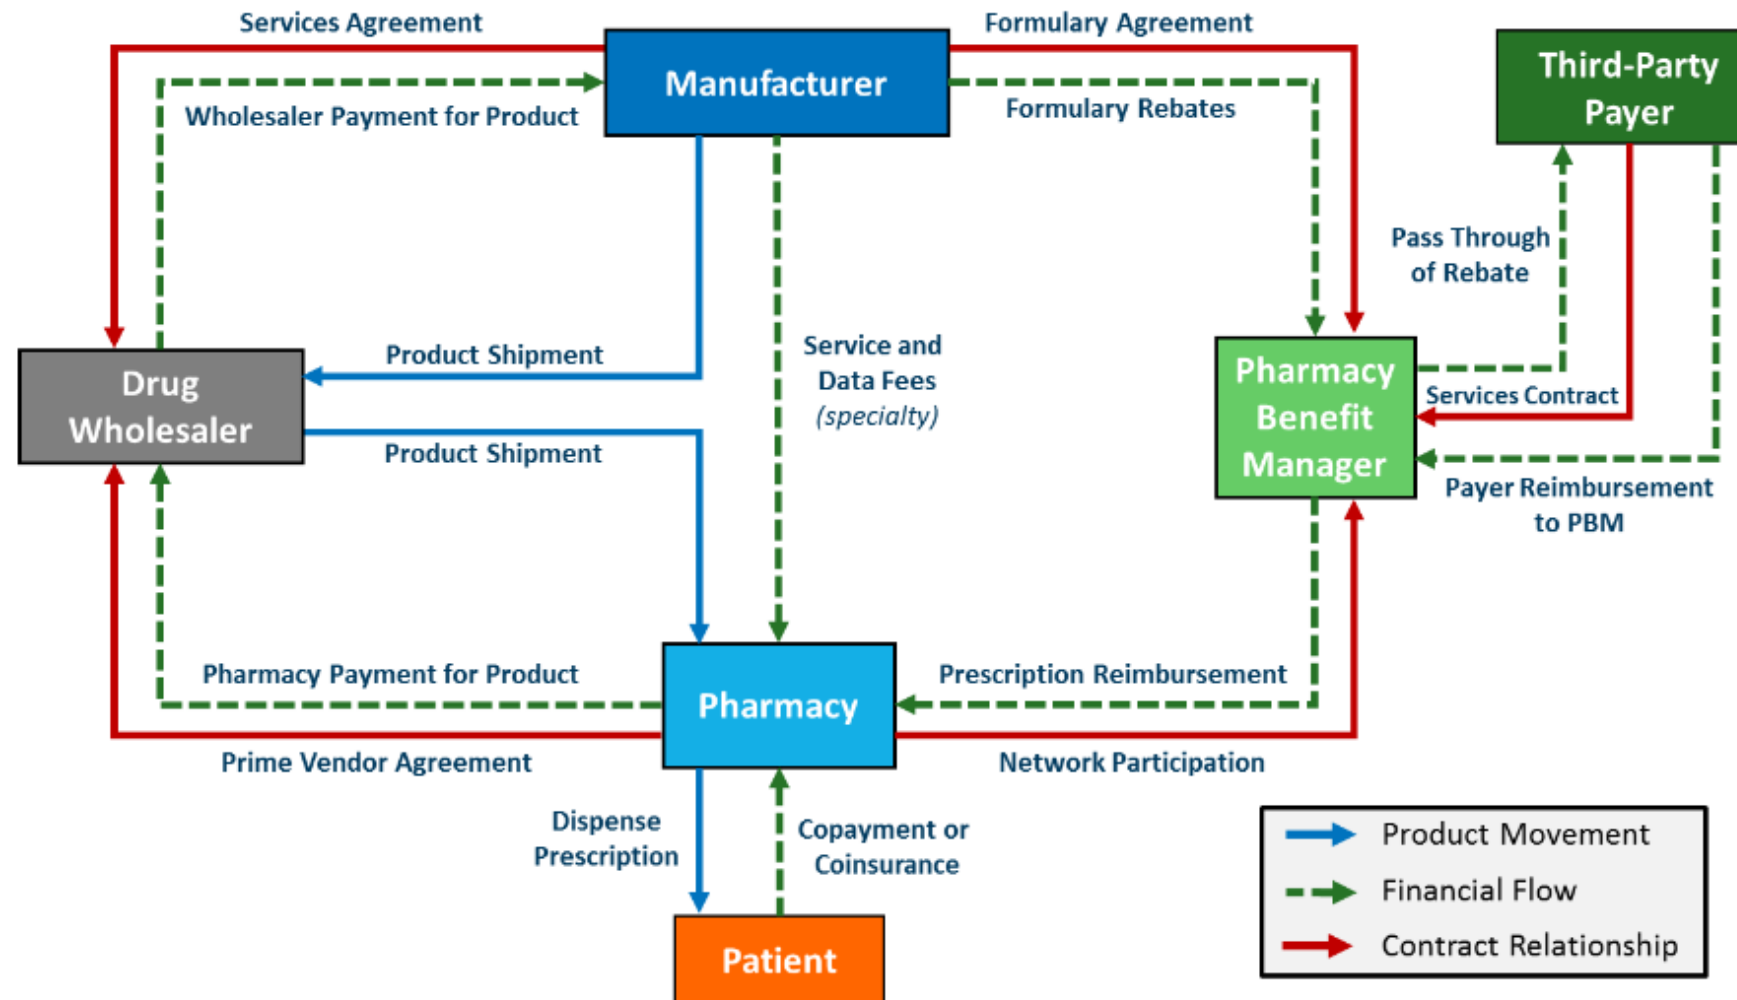 Services Agreement
Formulary Agreement
Manufacturer
Third-Party
Payer
Wholesaler Payment for Product
Formulary Rebates
Pass Through
of Rebate
Product Shipment
Service and
Data Fees
(specialty)
Drug
Wholesaler
Pharmacy
Benefit
Manager
Services Contract
Product Shipment
Payer Reimbursement
to PBM
Pharmacy Payment for Product
Prescription Reimbursement
Pharmacy
Prime Vendor Agreement
Network Participation
Dispense
Prescription
Copayment or
Coinsurance
Patient
Product Movement
Financial Flow
Contract Relationship